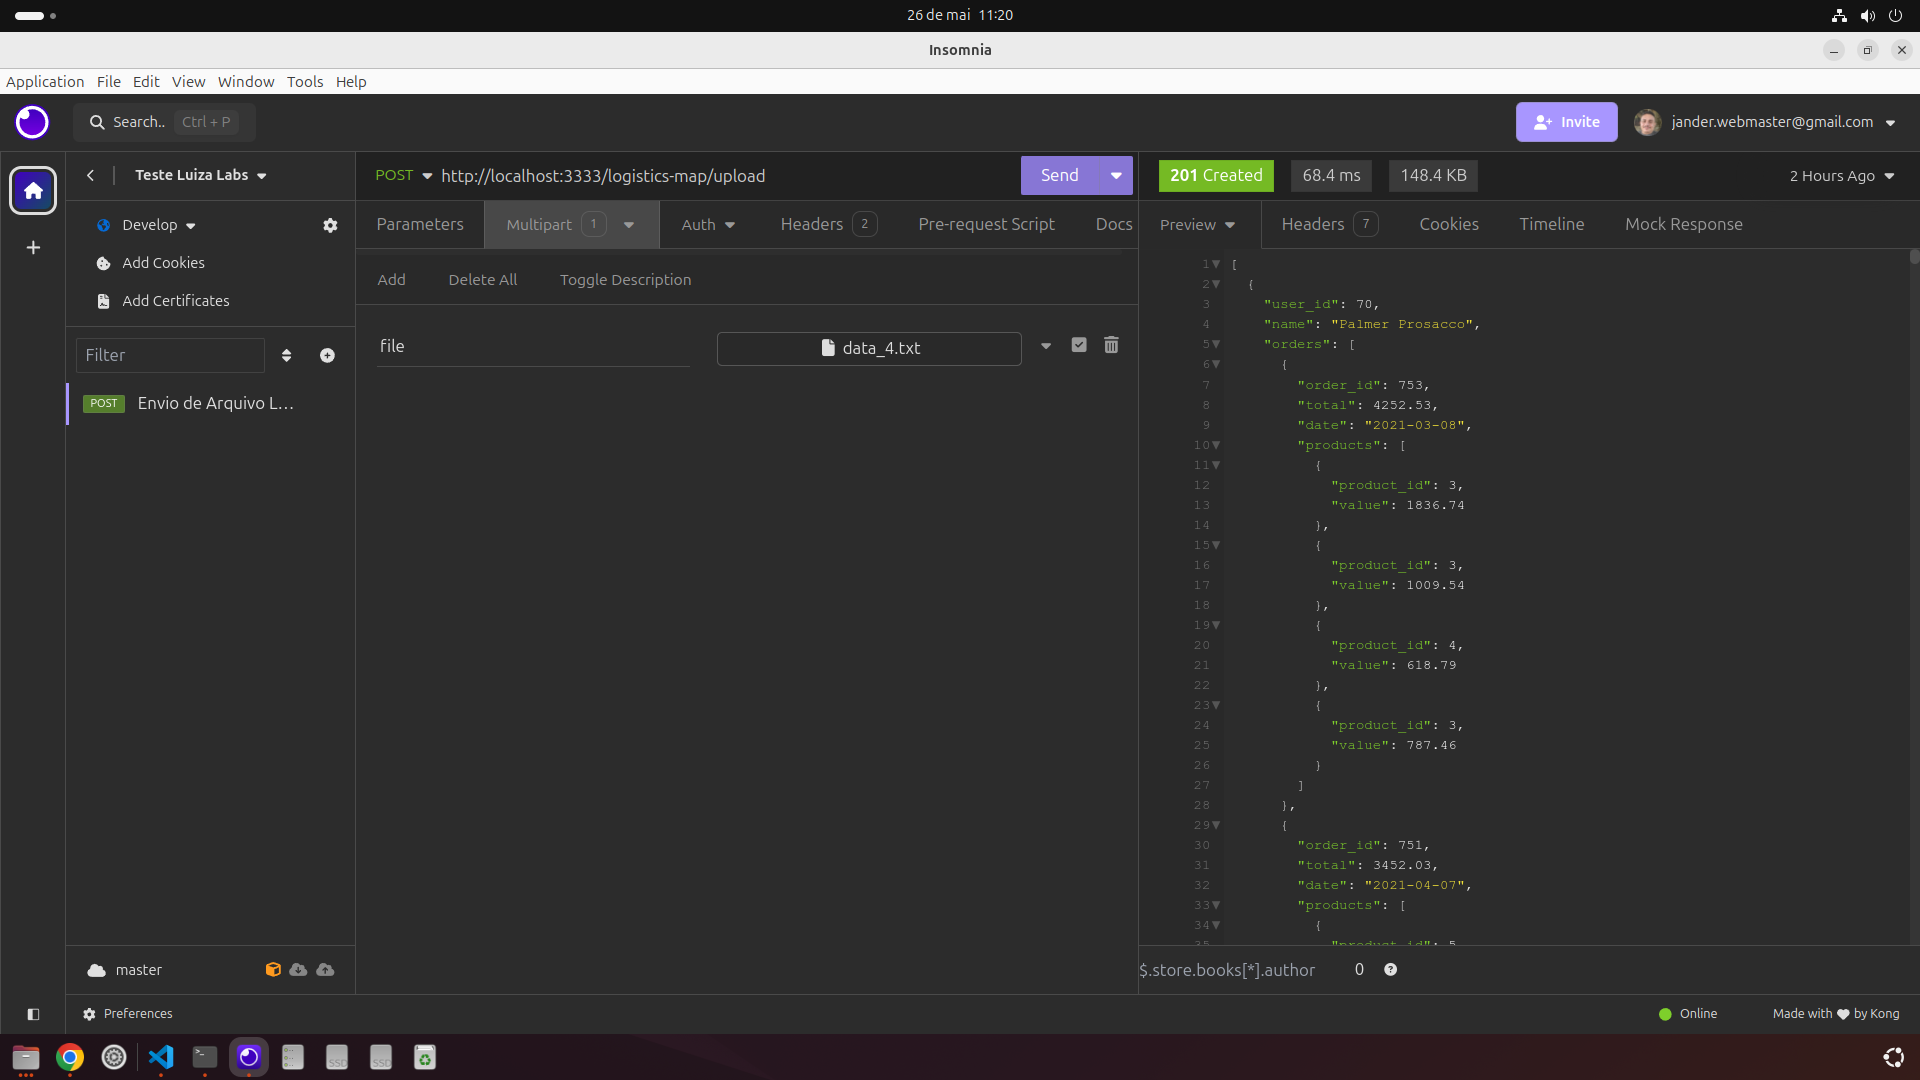 26 de mai 11:20
Insomnia
Application File Edit View Window Tools Help
Search.. Ctrl + P
Invite
jander.webmaster@gmail.com
Teste Luiza Labs
POST http://localhost:3333/logistics-map/upload
Send
201 Created
68.4 ms
148.4 KB
2 Hours Ago
Develop
Add Cookies
Add Certificates
Filter
POST Envio de Arquivo L...
Parameters Multipart 1 Auth Headers 2 Pre-request Script Docs
Add Delete All Toggle Description
file
data_4.txt
Preview Headers 7 Cookies Timeline Mock Response
1 [
2 {
3 "user_id": 70,
4 "name": "Palmer Prosacco",
5 "orders": [
6 {
7 "order_id": 753,
8 "total": 4252.53,
9 "date": "2021-03-08",
10 "products": [
11 {
12 "product_id": 3,
13 "value": 1836.74
14 },
15 {
16 "product_id": 3,
17 "value": 1009.54
18 },
19 {
20 "product_id": 4,
21 "value": 618.79
22 },
23 {
24 "product_id": 3,
25 "value": 787.46
26 }
27 ]
28 },
29 {
30 "order_id": 751,
31 "total": 3452.03,
32 "date": "2021-04-07",
33 "products": [
34 {
35 "product_id": 5
$.store.books[*].author 0
master
Preferences
Online
Made with by Kong
SSD
SSD